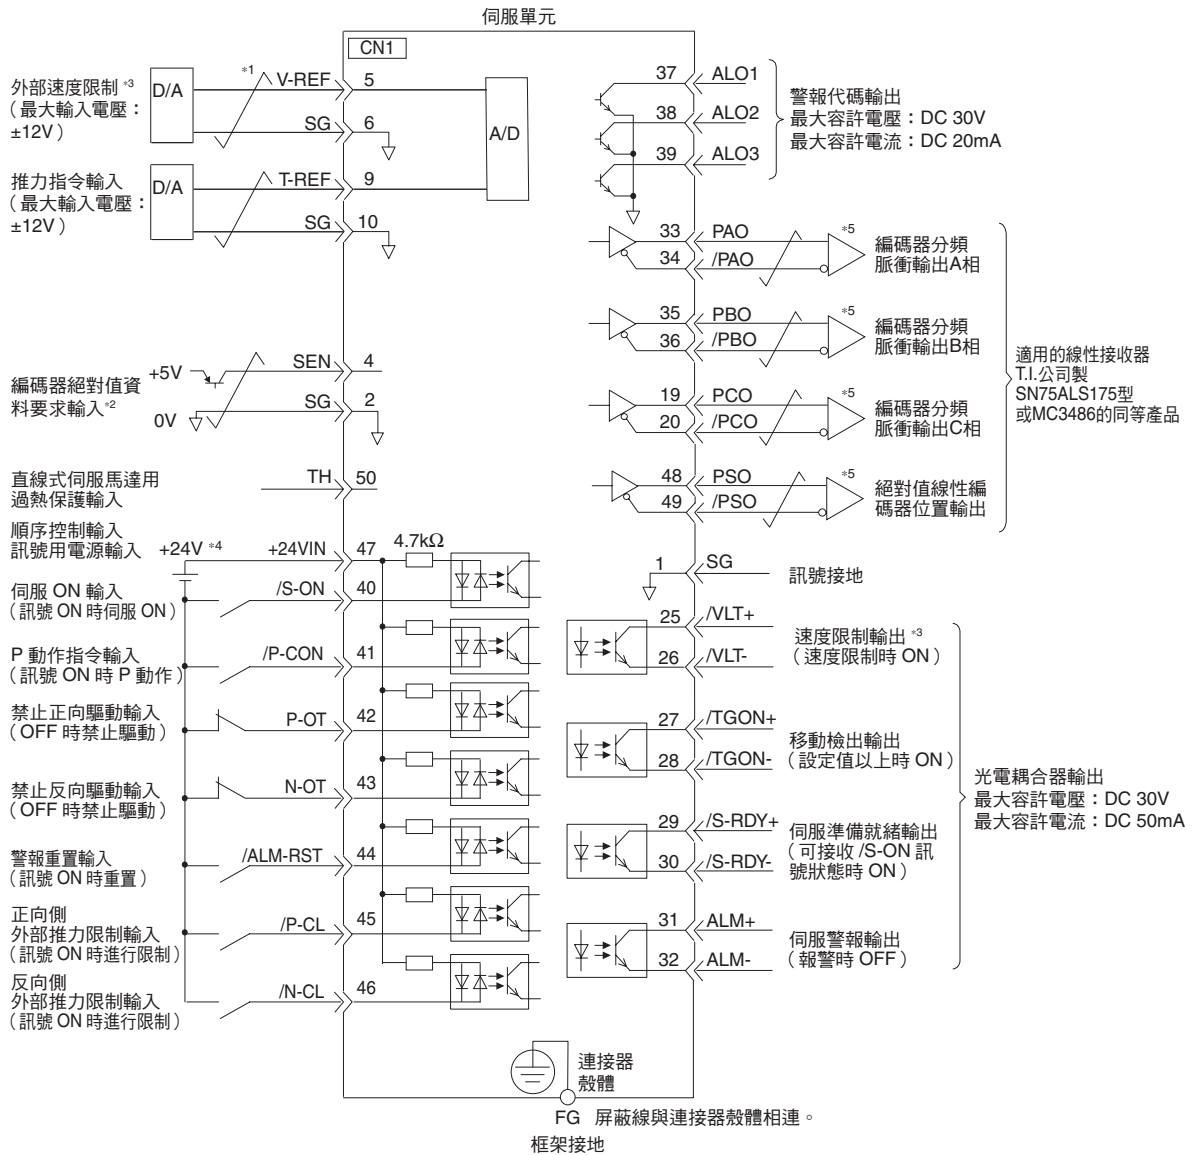 伺服單元
CN1
外部速度限制 *3
（最大輸入電壓：
±12V）
D/A
*1
V-REF
5
SG
6
A/D
推力指令輸入
（最大輸入電壓：
±12V）
D/A
T-REF
9
SG
10
編碼器絕對值資
料要求輸入*2
+5V
0V
SEN
4
SG
2
直線式伺服馬達用
過熱保護輸入
TH
50
順序控制輸入
訊號用電源輸入
+24V *4
+24VIN
47
4.7kΩ
伺服 ON 輸入
（訊號 ON 時伺服 ON）
/S-ON
40
P 動作指令輸入
（訊號 ON 時 P 動作）
/P-CON
41
禁止正向驅動輸入
（OFF 時禁止驅動）
P-OT
42
禁止反向驅動輸入
（OFF 時禁止驅動）
N-OT
43
警報重置輸入
（訊號 ON 時重置）
/ALM-RST
44
正向側
外部推力限制輸入
（訊號 ON 時進行限制）
/P-CL
45
反向側
外部推力限制輸入
（訊號 ON 時進行限制）
/N-CL
46
37
ALO1
38
ALO2
39
ALO3
警報代碼輸出
最大容許電壓：DC 30V
最大容許電流：DC 20mA
33
PAO
34
/PAO
*5
編碼器分頻
脈衝輸出A相
35
PBO
36
/PBO
*5
編碼器分頻
脈衝輸出B相
19
PCO
20
/PCO
*5
編碼器分頻
脈衝輸出C相
48
PSO
49
/PSO
*5
絕對值線性編
碼器位置輸出
適用的線性接收器
T.I.公司製
SN75ALS175型
或MC3486的同等產品
1
SG
訊號接地
25
/VLT+
26
/VLT-
速度限制輸出 *3
（速度限制時 ON）
27
/TGON+
28
/TGON-
移動檢出輸出
（設定值以上時 ON）
29
/S-RDY+
30
/S-RDY-
伺服準備就緒輸出
（可接收 /S-ON 訊
號狀態時 ON）
31
ALM+
32
ALM-
伺服警報輸出
（報警時 OFF）
光電耦合器輸出
最大容許電壓：DC 30V
最大容許電流：DC 50mA
連接器
殼體
FG 屏蔽線與連接器殼體相連。
框架接地